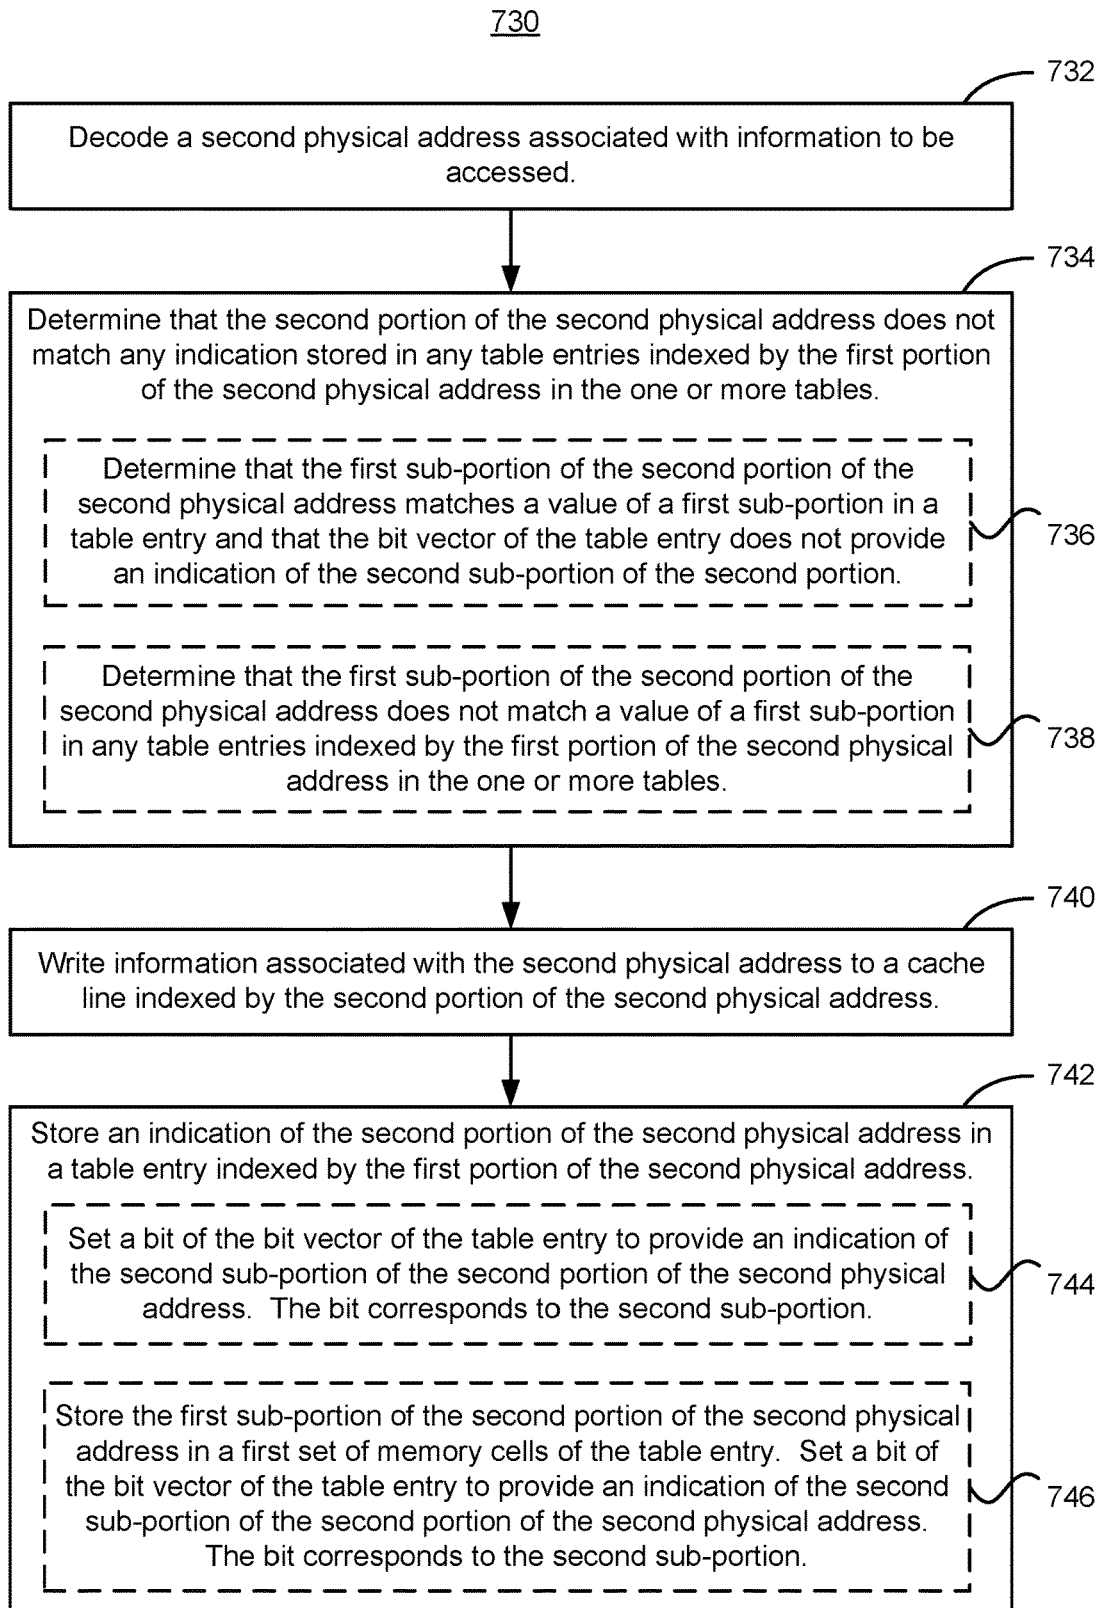 730
732
Decode a second physical address associated with information to be
accessed.
734
Determine that the second portion of the second physical address does not
match any indication stored in any table entries indexed by the first portion
of the second physical address in the one or more tables.
Determine that the first sub-portion of the second portion of the
second physical address matches a value of a first sub-portion in a
table entry and that the bit vector of the table entry does not provide
an indication of the second sub-portion of the second portion.
736
Determine that the first sub-portion of the second portion of the
second physical address does not match a value of a first sub-portion
in any table entries indexed by the first portion of the second physical
address in the one or more tables.
738
740
Write information associated with the second physical address to a cache
line indexed by the second portion of the second physical address.
742
Store an indication of the second portion of the second physical address in
a table entry indexed by the first portion of the second physical address.
Set a bit of the bit vector of the table entry to provide an indication of
the second sub-portion of the second portion of the second physical
address.  The bit corresponds to the second sub-portion.
744
Store the first sub-portion of the second portion of the second physical
address in a first set of memory cells of the table entry.  Set a bit of
the bit vector of the table entry to provide an indication of the second
sub-portion of the second portion of the second physical address.
The bit corresponds to the second sub-portion.
746